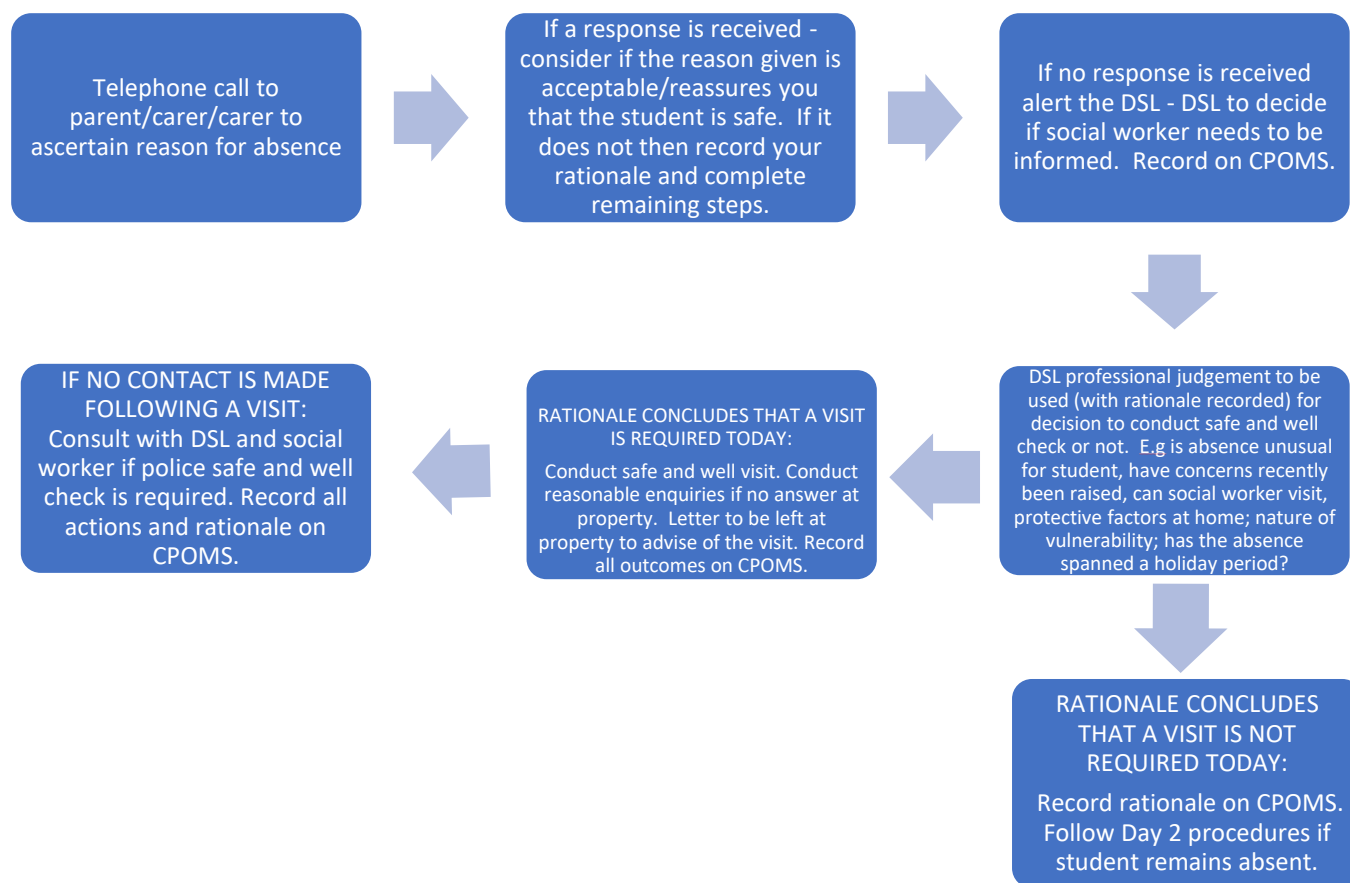 Telephone call to
parent/carer/carer to
ascertain reason for absence
If a response is received -
consider if the reason given is
acceptable/reassures you
that the student is safe.  If it
does not then record your
rationale and complete
remaining steps.
If no response is received
alert the DSL - DSL to decide
if social worker needs to be
informed.  Record on CPOMS.
DSL professional judgement to be
used (with rationale recorded) for
decision to conduct safe and well
check or not.  E.g is absence unusual
for student, have concerns recently
been raised, can social worker visit,
protective factors at home; nature of
vulnerability; has the absence
spanned a holiday period?
RATIONALE CONCLUDES THAT A VISIT
IS REQUIRED TODAY:
Conduct safe and well visit. Conduct
reasonable enquiries if no answer at
property.  Letter to be left at
property to advise of the visit. Record
all outcomes on CPOMS.
IF NO CONTACT IS MADE
FOLLOWING A VISIT:
Consult with DSL and social
worker if police safe and well
check is required. Record all
actions and rationale on
CPOMS.
RATIONALE CONCLUDES
THAT A VISIT IS NOT
REQUIRED TODAY:
Record rationale on CPOMS.
Follow Day 2 procedures if
student remains absent.